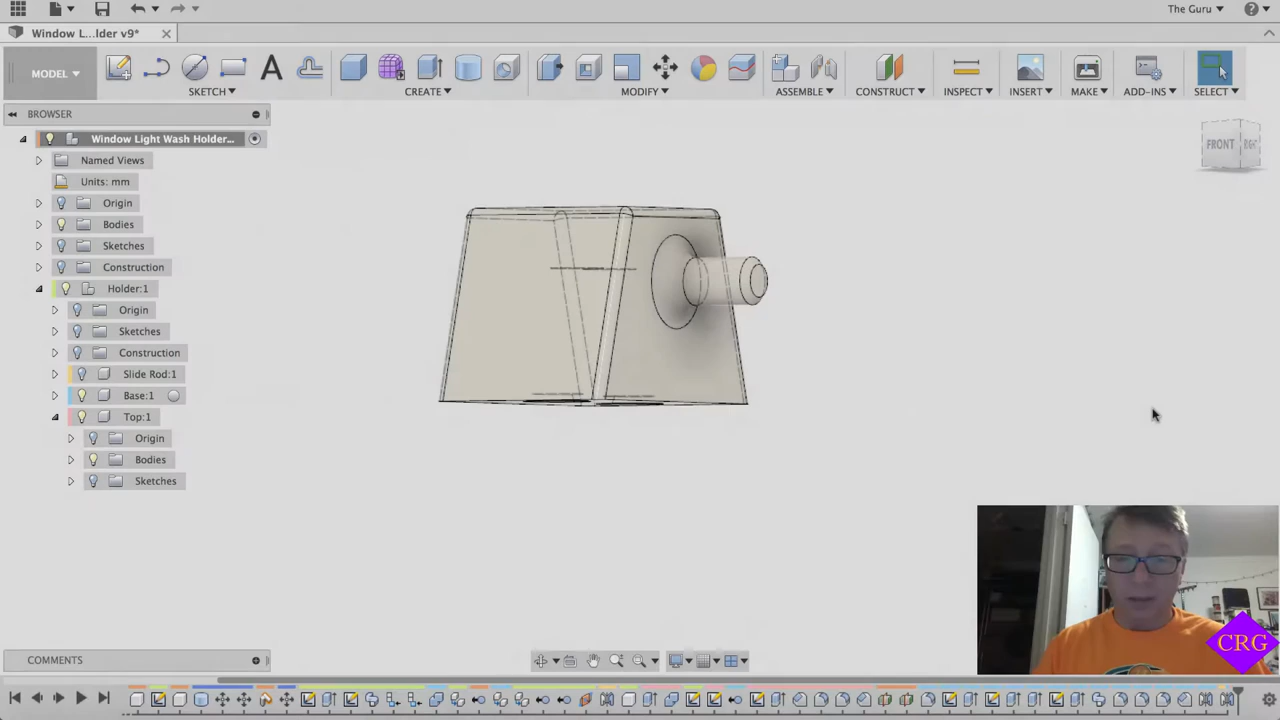 The Guru
Window L...lder v9*
MODEL
SKETCH
CREATE
MODIFY
ASSEMBLE
CONSTRUCT
INSPECT
INSERT
MAKE
ADD-INS
SELECT
BROWSER
FRONT
Window Light Wash Holder...
Named Views
Units: mm
Origin
Bodies
Sketches
Construction
Holder:1
Origin
Sketches
Construction
Slide Rod:1
Base:1
Top:1
Origin
Bodies
Sketches
CRG
COMMENTS